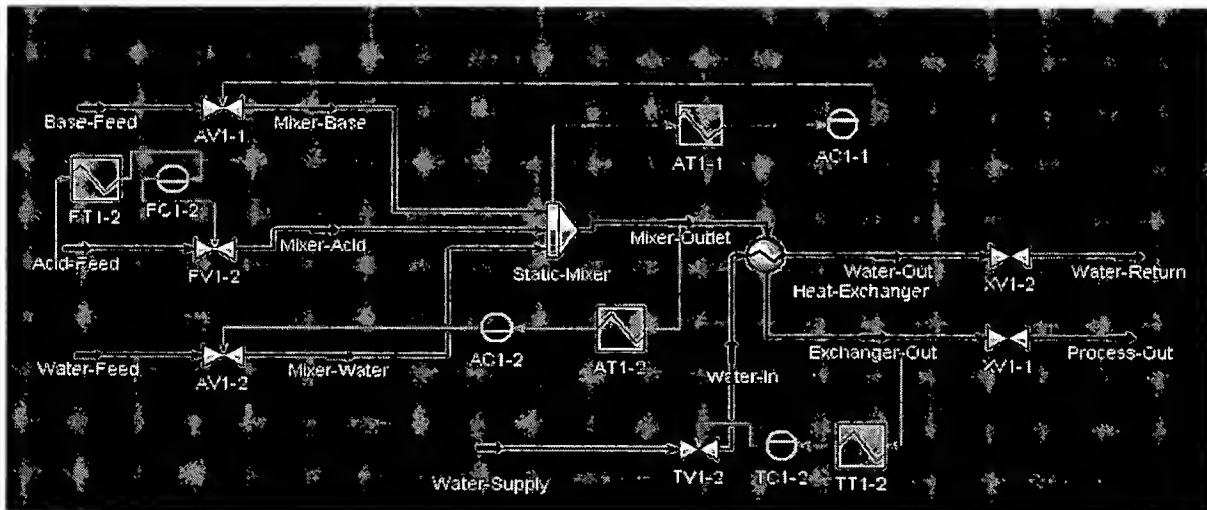 Base-Feed
AV1-1
Mixer-Base
AT1-1
AC1-1
FT1-2
FC1-2
Acid-Feed
FV1-2
Mixer-Acid
Static-Mixer
Mixer-Outlet
Water-Out
Heat-Exchanger
XV1-2
Water-Return
Water-Feed
AV1-2
Mixer-Water
AC1-2
AT1-2
Water-In
Exchanger-Out
XV1-1
Process-Out
Water-Supply
TV1-2
TC1-2
TT1-2